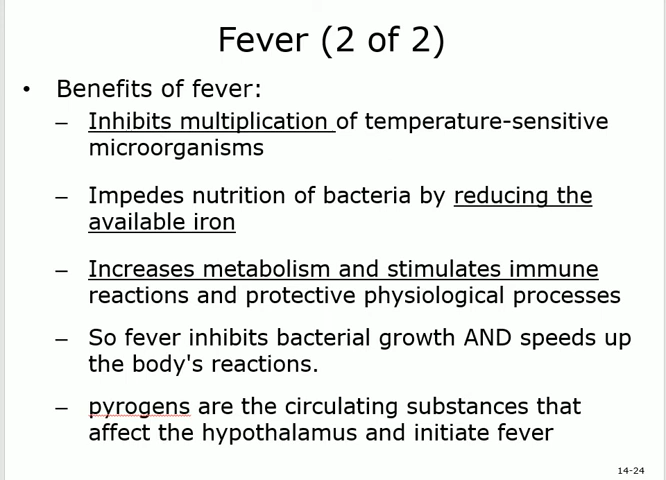 Fever (2 of 2)
• Benefits of fever:
– Inhibits multiplication of temperature-sensitive
microorganisms
– Impedes nutrition of bacteria by reducing the
available iron
– Increases metabolism and stimulates immune
reactions and protective physiological processes
– So fever inhibits bacterial growth AND speeds up
the body's reactions.
– pyrogens are the circulating substances that
affect the hypothalamus and initiate fever
14-24